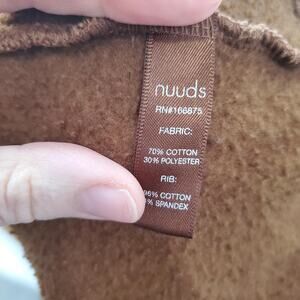 nuuds
RN#166875
FABRIC:
70% COTTON
30% POLYESTER
RIB:
96% COTTON
% SPANDEX